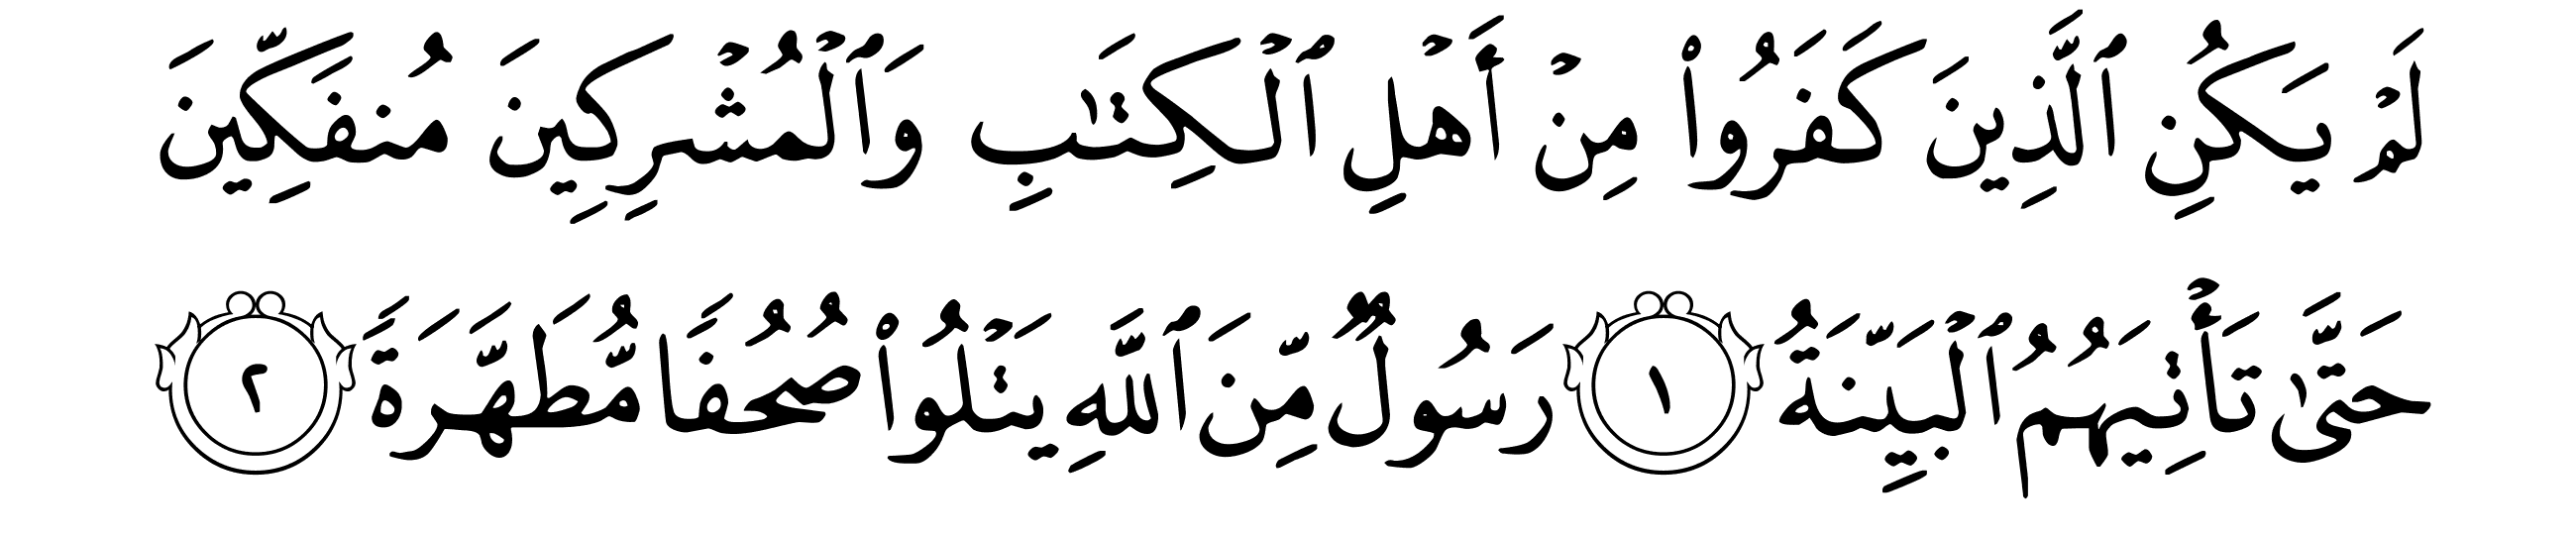 لَمْ يَكُنِ ٱلَّذِينَ كَفَرُوا۟ مِنْ أَهْلِ ٱلْكِتَـٰبِ وَٱلْمُشْرِكِينَ مُنفَكِّينَ
حَتَّىٰ تَأْتِيَهُمُ ٱلْبَيِّنَةُ ١ رَسُولٌ مِّنَ ٱللَّهِ يَتْلُوا۟ صُحُفًا مُّطَهَّرَةً ٢